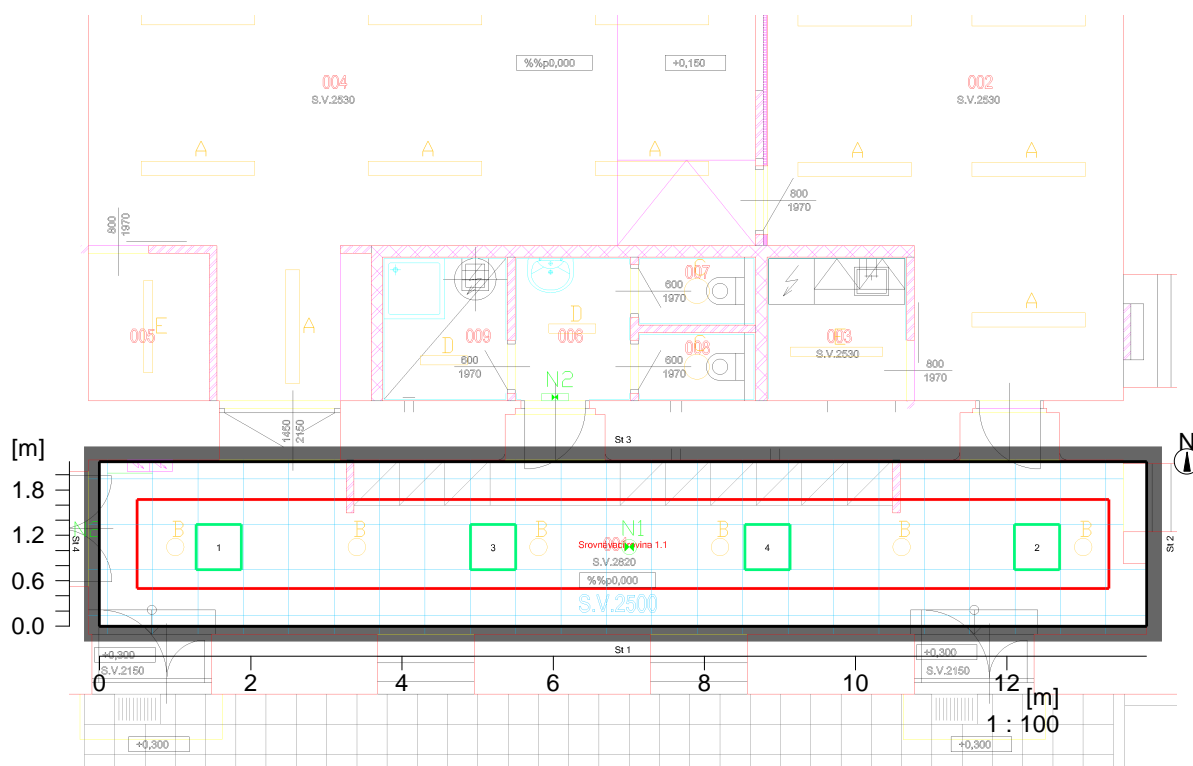 %%p0,000
+0,150
004
S.V.2530
002
S.V.2530
A
A
A
A
A
800
1970
800
1970
005
E
A
009
D
006
D
007
008
600
1970
600
1970
600
1970
N2
003
S.V.2530
A
800
1970
1450
2150
[m]
St 3
N
1.8
1.2
0.6
0.0
St 4
B
B
B
B
B
B
1
3
4
2
N1
001
Srovnávací rovina 1.1
S.V.2820
%%p0,000
S.V.2500
St 2
St 1
+0,300
S.V.2150
+0,300
S.V.2150
0
2
4
6
8
10
12
[m]
1 : 100
+0,300
+0,300